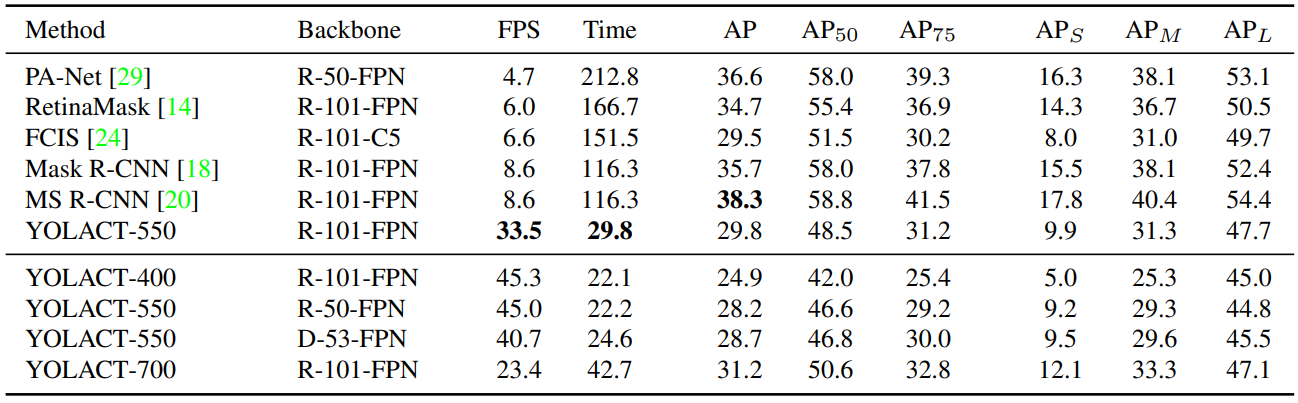 Method Backbone FPS Time AP AP50 AP75 APS APM APL
PA-Net [29] R-50-FPN 4.7 212.8 36.6 58.0 39.3 16.3 38.1 53.1
RetinaMask [14] R-101-FPN 6.0 166.7 34.7 55.4 36.9 14.3 36.7 50.5
FCIS [24] R-101-C5 6.6 151.5 29.5 51.5 30.2 8.0 31.0 49.7
Mask R-CNN [18] R-101-FPN 8.6 116.3 35.7 58.0 37.8 15.5 38.1 52.4
MS R-CNN [20] R-101-FPN 8.6 116.3 38.3 58.8 41.5 17.8 40.4 54.4
YOLACT-550 R-101-FPN 33.5 29.8 29.8 48.5 31.2 9.9 31.3 47.7
YOLACT-400 R-101-FPN 45.3 22.1 24.9 42.0 25.4 5.0 25.3 45.0
YOLACT-550 R-50-FPN 45.0 22.2 28.2 46.6 29.2 9.2 29.3 44.8
YOLACT-550 D-53-FPN 40.7 24.6 28.7 46.8 30.0 9.5 29.6 45.5
YOLACT-700 R-101-FPN 23.4 42.7 31.2 50.6 32.8 12.1 33.3 47.1